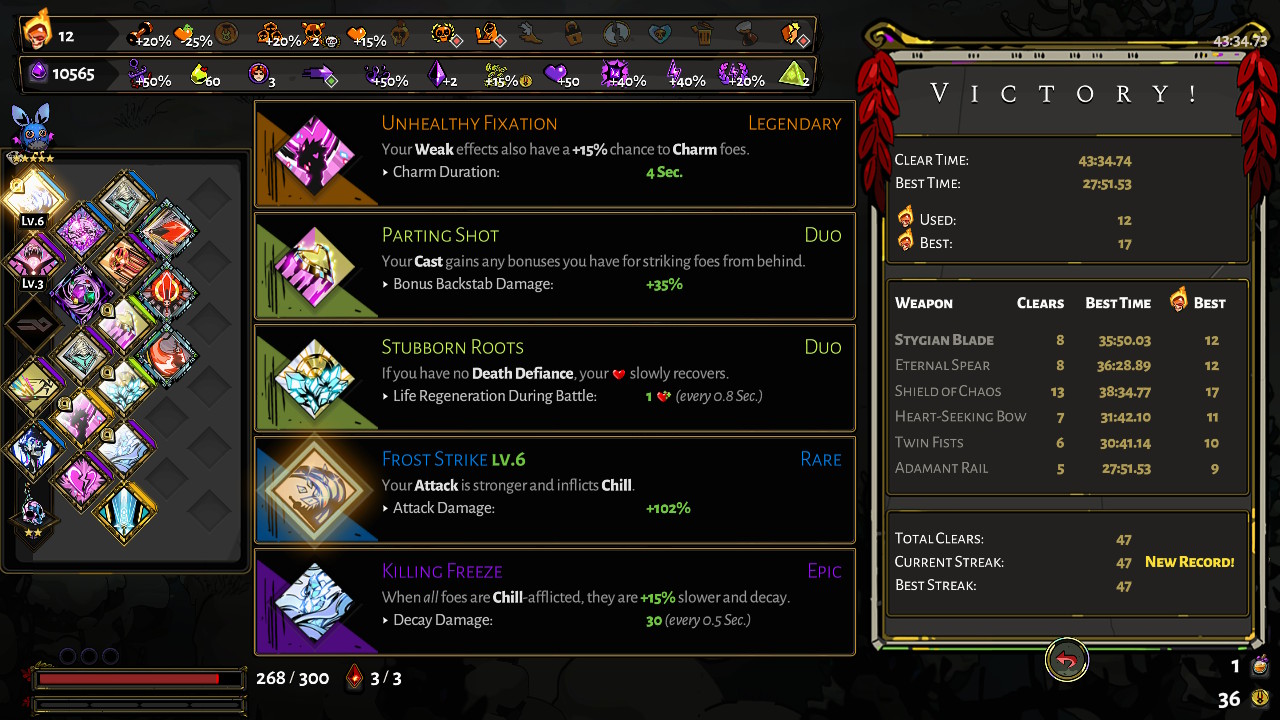 12
+20%
-25%
+20%
2
+15%
10565
+50%
60
3
+50%
+2
+15%
+50
+40%
+40%
+20%
2
43:34.73
Lv.6
Lv.3
UNHEALTHY FIXATION LEGENDARY
Your Weak effects also have a +15% chance to Charm foes.
‣ Charm Duration: 4 Sec.
PARTING SHOT DUO
Your Cast gains any bonuses you have for striking foes from behind.
‣ Bonus Backstab Damage: +35%
STUBBORN ROOTS DUO
If you have no Death Defiance, your slowly recovers.
‣ Life Regeneration During Battle: 1 (every 0.8 Sec.)
FROST STRIKE LV.6 RARE
Your Attack is stronger and inflicts Chill.
‣ Attack Damage: +102%
KILLING FREEZE EPIC
When all foes are Chill-afflicted, they are +15% slower and decay.
‣ Decay Damage: 30 (every 0.5 Sec.)
268 / 300 3 / 3
VICTORY!
CLEAR TIME: 43:34.74
BEST TIME: 27:51.53
USED: 12
BEST: 17
WEAPON CLEARS BEST TIME BEST
STYGIAN BLADE 8 35:50.03 12
ETERNAL SPEAR 8 36:28.89 12
SHIELD OF CHAOS 13 38:34.77 17
HEART-SEEKING BOW 7 31:42.10 11
TWIN FISTS 6 30:41.14 10
ADAMANT RAIL 5 27:51.53 9
TOTAL CLEARS: 47
CURRENT STREAK: 47 NEW RECORD!
BEST STREAK: 47
1
36